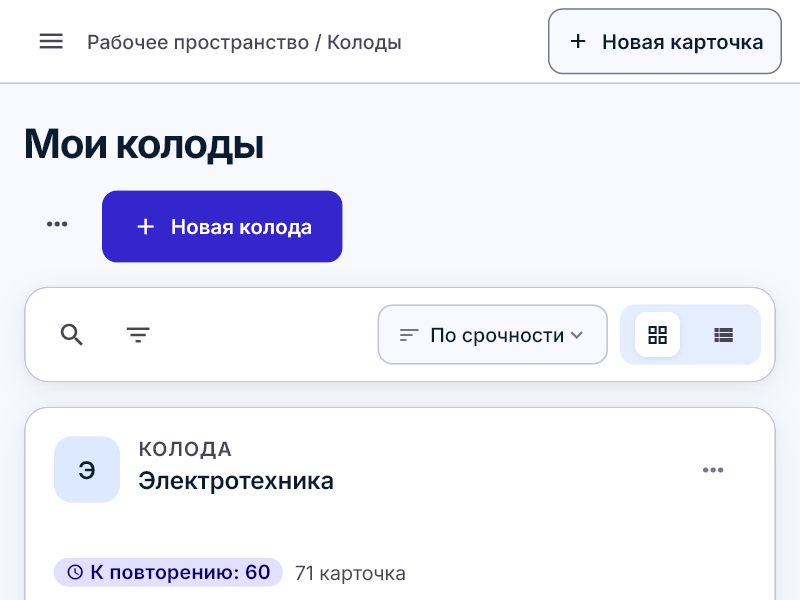 Рабочее пространство / Колоды
+ Новая карточка
Мои колоды
+ Новая колода
По срочности
Э
КОЛОДА
Электротехника
К повторению: 60
71 карточка